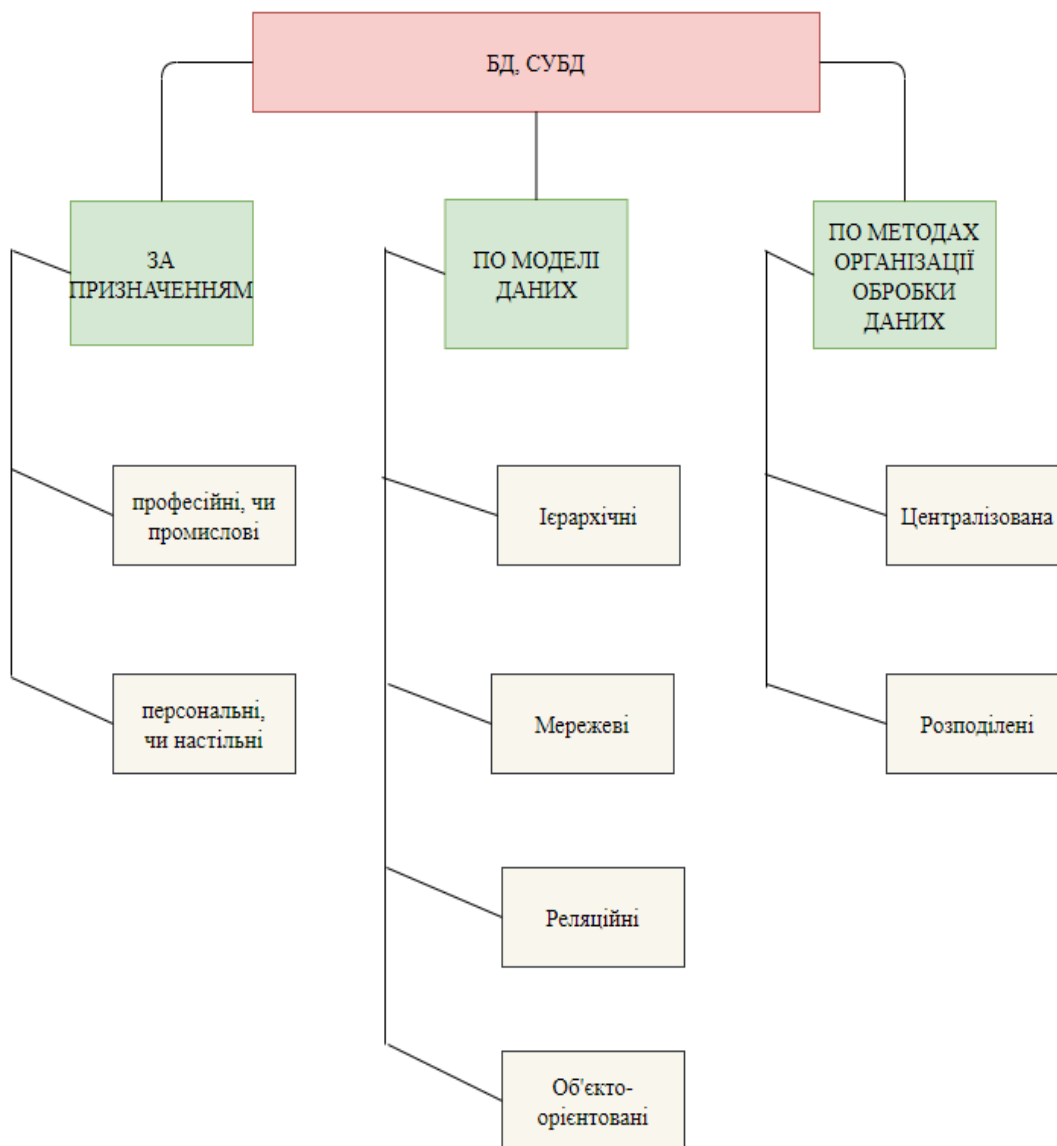 БД, СУБД
ЗА
ПРИЗНАЧЕННЯМ
ПО МОДЕЛІ
ДАНИХ
ПО МЕТОДАХ
ОРГАНІЗАЦІЇ
ОБРОБКИ
ДАНИХ
професійні, чи
промислові
Ієрархічні
Централізована
персональні,
чи настільні
Мережеві
Розподілені
Реляційні
Об'єкто-
орієнтовані